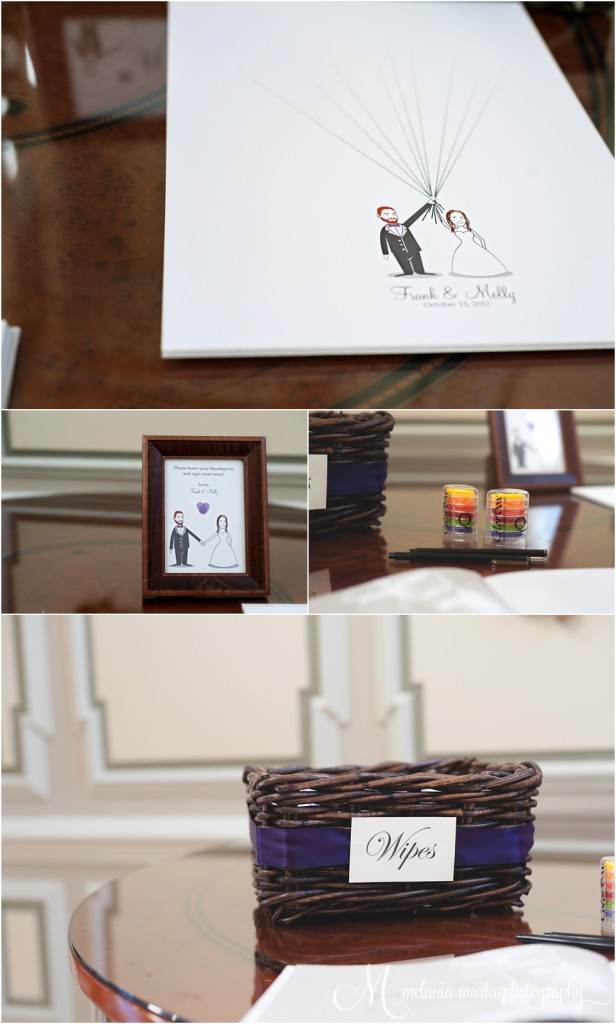 Frank & Molly
October 13, 2012
Please leave your thumbprint
and sign your name!
Love,
Frank & Molly
ColorBox
Wipes
M melania marta photography